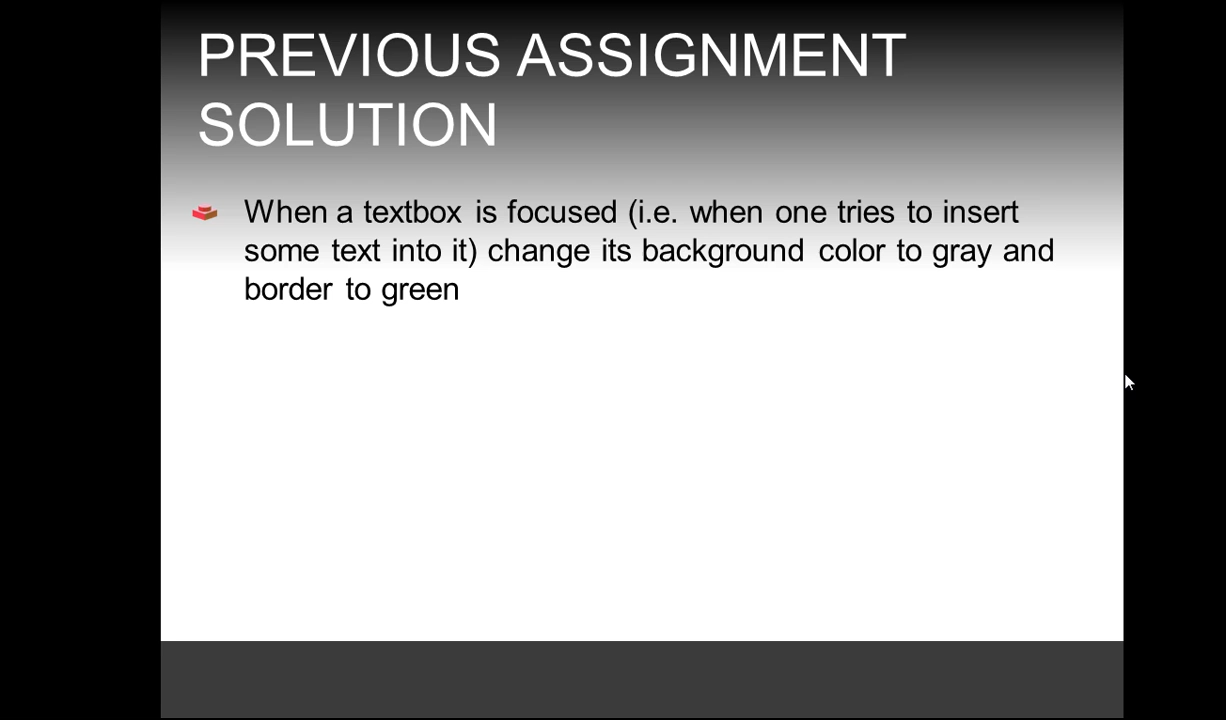 PREVIOUS ASSIGNMENT
SOLUTION
When a textbox is focused (i.e. when one tries to insert
some text into it) change its background color to gray and
border to green